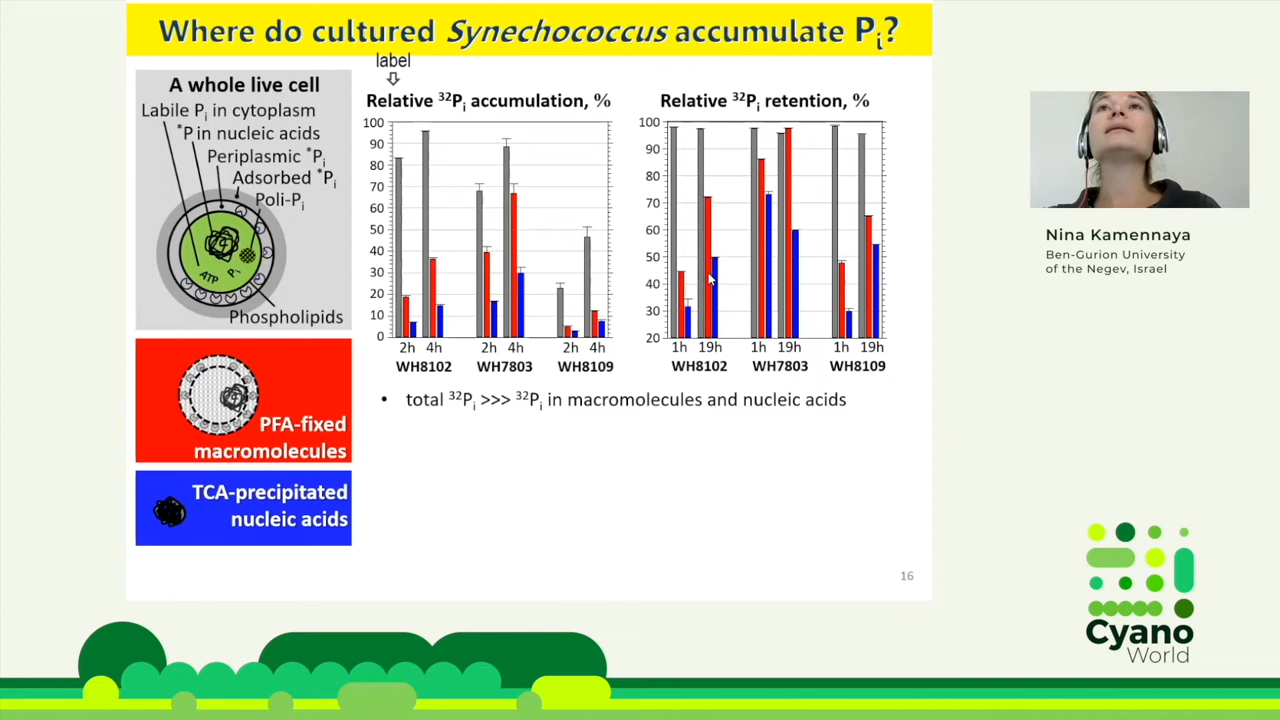 Where do cultured Synechococcus accumulate Pi?
label
A whole live cell
Labile Pi in cytoplasm
*P in nucleic acids
Periplasmic *Pi
Adsorbed *Pi
Poli-Pi
ATP Pi
Phospholipids
PFA-fixed
macromolecules
TCA-precipitated
nucleic acids
Relative 32Pi accumulation, %
100
90
80
70
60
50
40
30
20
10
0
2h 4h 2h 4h 2h 4h
WH8102 WH7803 WH8109
Relative 32Pi retention, %
100
90
80
70
60
50
40
30
20
1h 19h 1h 19h 1h 19h
WH8102 WH7803 WH8109
• total 32Pi >>> 32Pi in macromolecules and nucleic acids
16
Nina Kamennaya
Ben-Gurion University
of the Negev, Israel
Cyano
World